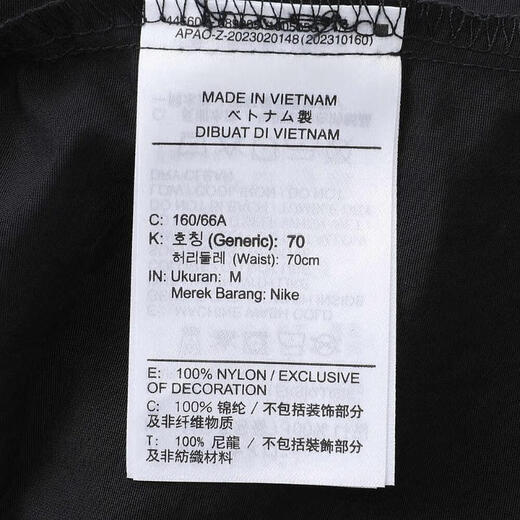 APAO-Z-2023020148 (202310160)
MADE IN VIETNAM
ベトナム製
DIBUAT DI VIETNAM
C: 160/66A
K: 호칭 (Generic): 70
허리둘레 (Waist): 70cm
IN: Ukuran: M
Merek Barang: Nike
E: 100% NYLON / EXCLUSIVE
OF DECORATION
C: 100% 锦纶 / 不包括装饰部分
及非纤维物质
T: 100% 尼龍 / 不包括裝飾部分
及非紡織材料